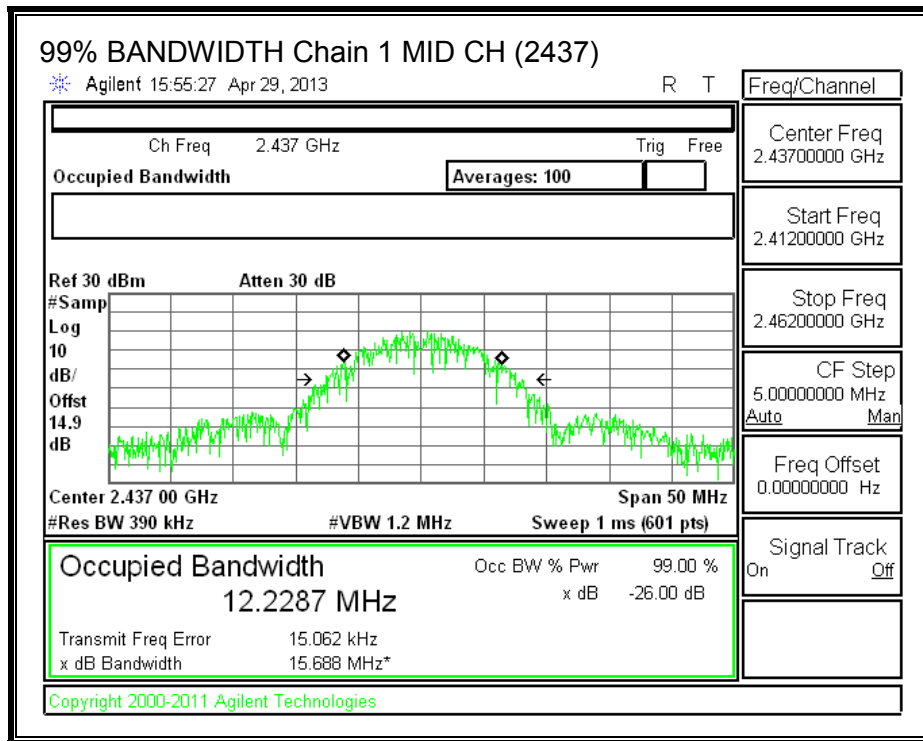 99% BANDWIDTH Chain 1 MID CH (2437)
Agilent 15:55:27 Apr 29, 2013 R T
Freq/Channel
Ch Freq 2.437 GHz Trig Free
Occupied Bandwidth Averages: 100
Center Freq
2.43700000 GHz
Start Freq
2.41200000 GHz
Stop Freq
2.46200000 GHz
CF Step
5.00000000 MHz
Auto Man
Freq Offset
0.00000000 Hz
Signal Track
On Off
Ref 30 dBm Atten 30 dB
#Samp
Log
10
dB/
Offst
14.9
dB
Center 2.437 00 GHz Span 50 MHz
#Res BW 390 kHz #VBW 1.2 MHz Sweep 1 ms (601 pts)
Occupied Bandwidth Occ BW % Pwr 99.00 %
12.2287 MHz x dB -26.00 dB
Transmit Freq Error 15.062 kHz
x dB Bandwidth 15.688 MHz*
Copyright 2000-2011 Agilent Technologies